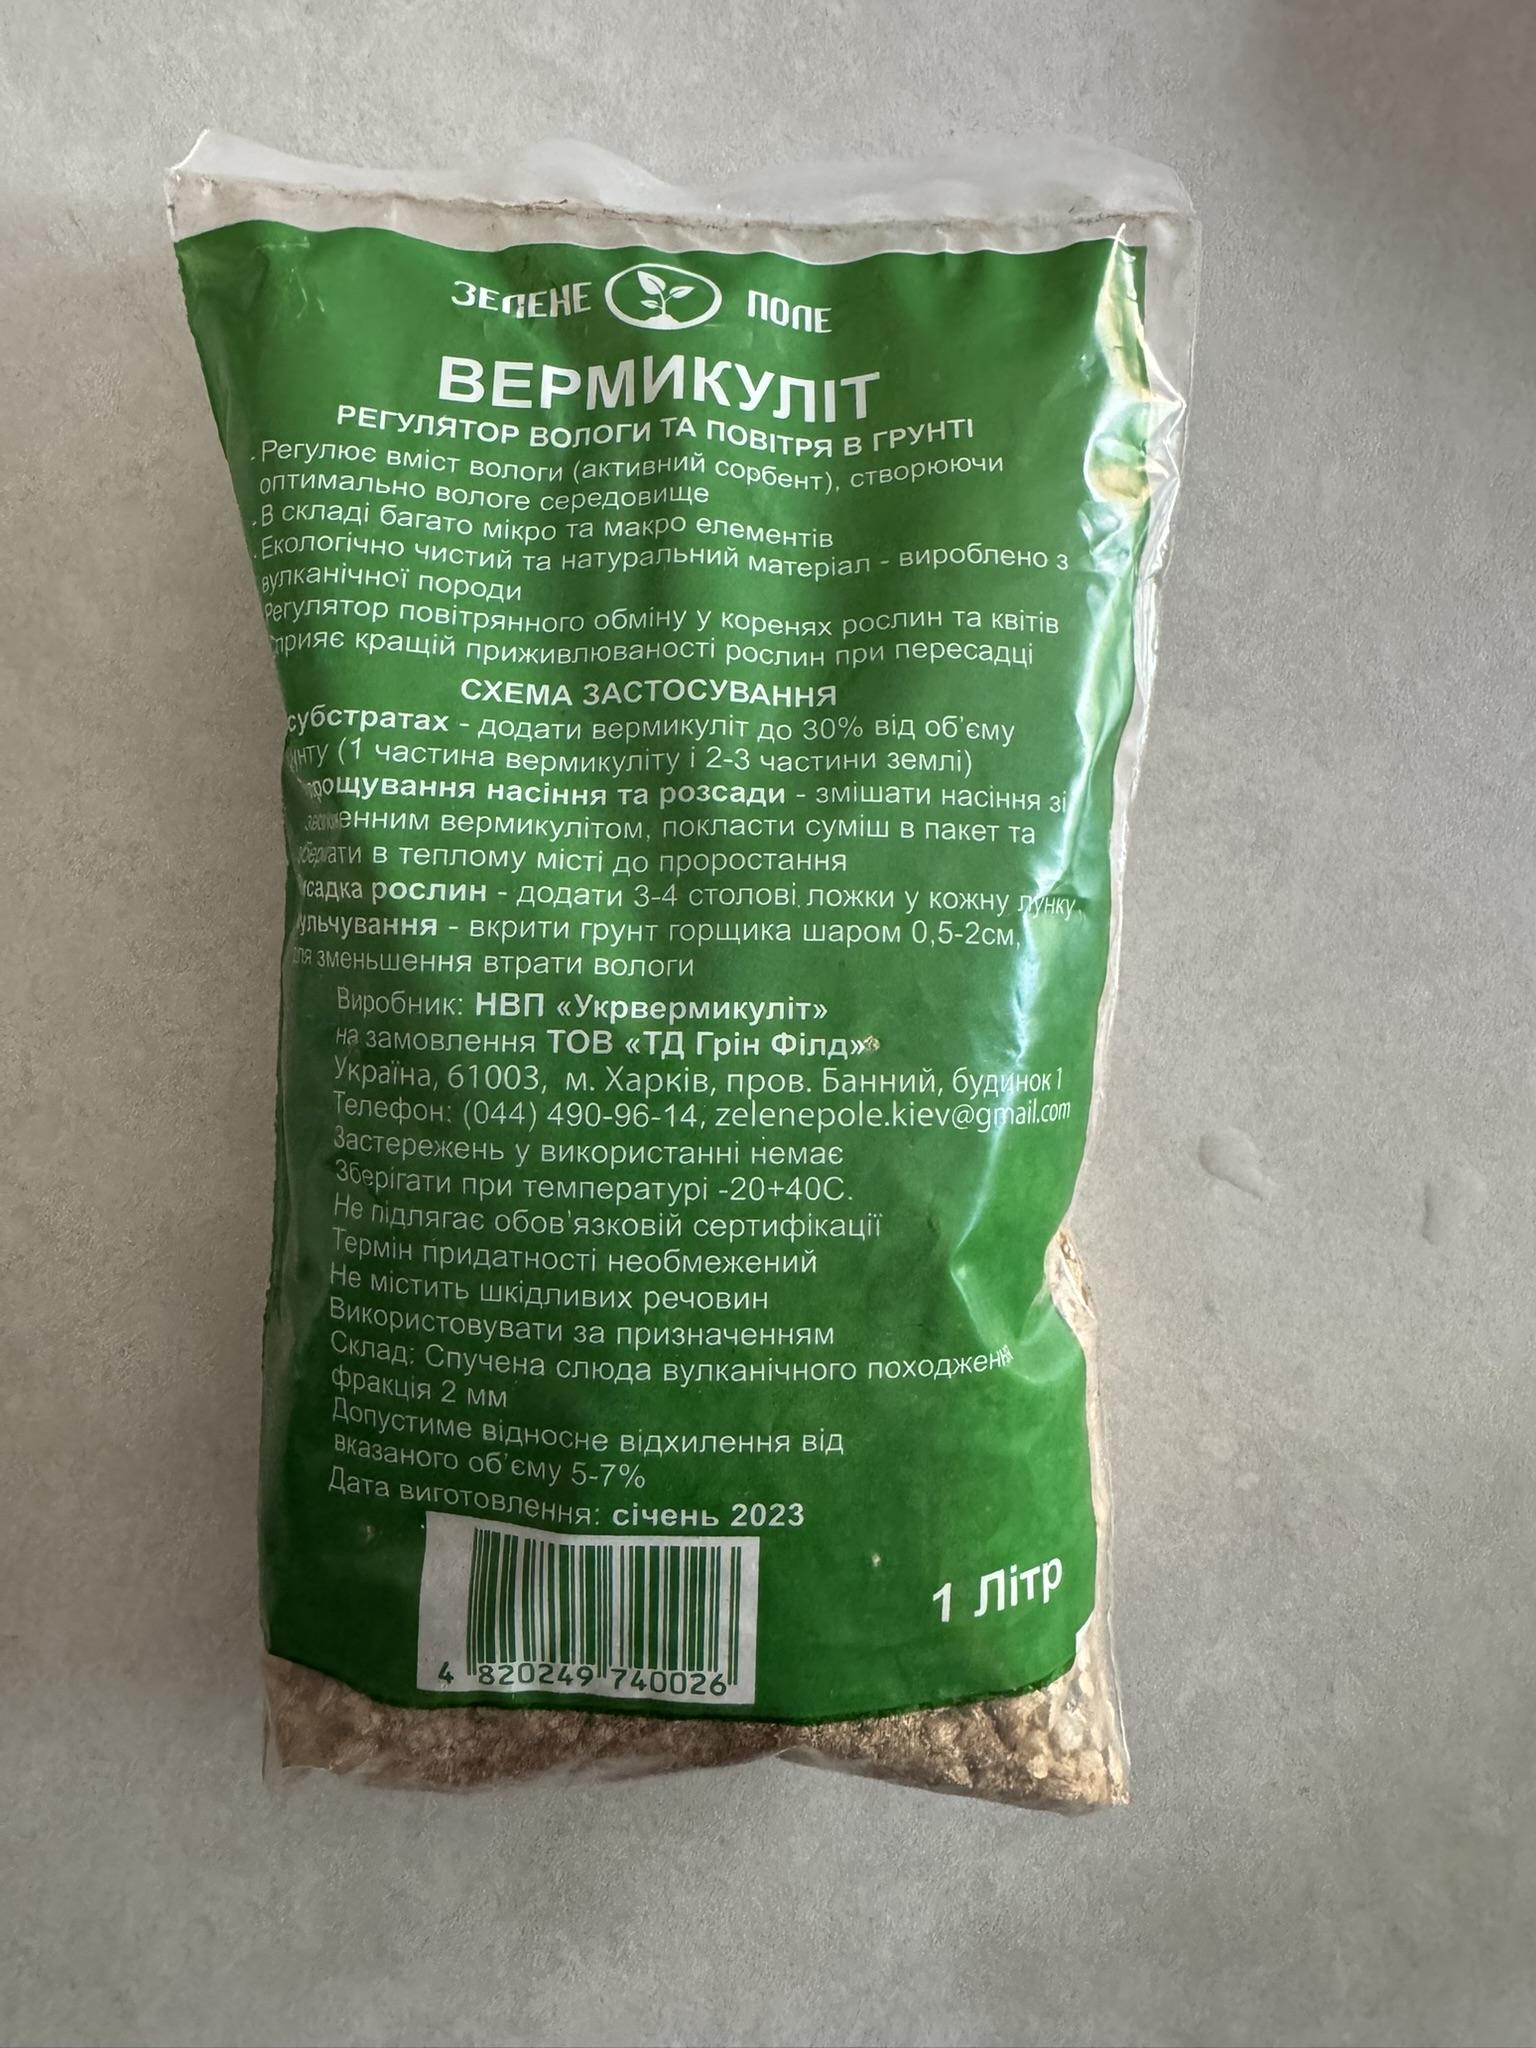 ЗЕЛЕНЕ ПОЛЕ
ВЕРМИКУЛІТ
РЕГУЛЯТОР ВОЛОГИ ТА ПОВІТРЯ В ГРУНТІ
. Регулює вміст вологи (активний сорбент), створюючи
оптимально вологе середовище
. В складі багато мікро та макро елементів
. Екологічно чистий та натуральний матеріал - вироблено з
вулканічної породи
Регулятор повітряного обміну у коренях рослин та квітів
сприяє кращій приживлюваності рослин при пересадці
СХЕМА ЗАСТОСУВАННЯ
субстратах - додати вермикуліт до 30% від об'єму
(1 частина вермикуліту і 2-3 частини землі)
насіння та розсади - змішати насіння зі
вермикулітом, покласти суміш в пакет та
в теплому місті до проростання
рослин - додати 3-4 столові ложки у кожну лунку,
- вкрити грунт горщика шаром 0,5-2см,
для зменьшення втрати вологи
Виробник: НВП «Укрвермикуліт»
на замовлення ТОВ «ТД Грін Філд»
Україна, 61003, м. Харків, пров. Банний, будинок 1
Телефон: (044) 490-96-14, zelenepole.kiev@gmail.com
Застережень у використанні немає
Зберігати при температурі -20+40С.
Не підлягає обов'язковій сертифікації
Термін придатності необмежений
Не містить шкідливих речовин
Використовувати за призначенням
Склад: Спучена слюда вулканічного
фракція 2 мм
Допустиме відносне відхилення від
вказаного об'єму 5-7%
Дата виготовлення: січень 2023
1 Літр
4 820249 740026